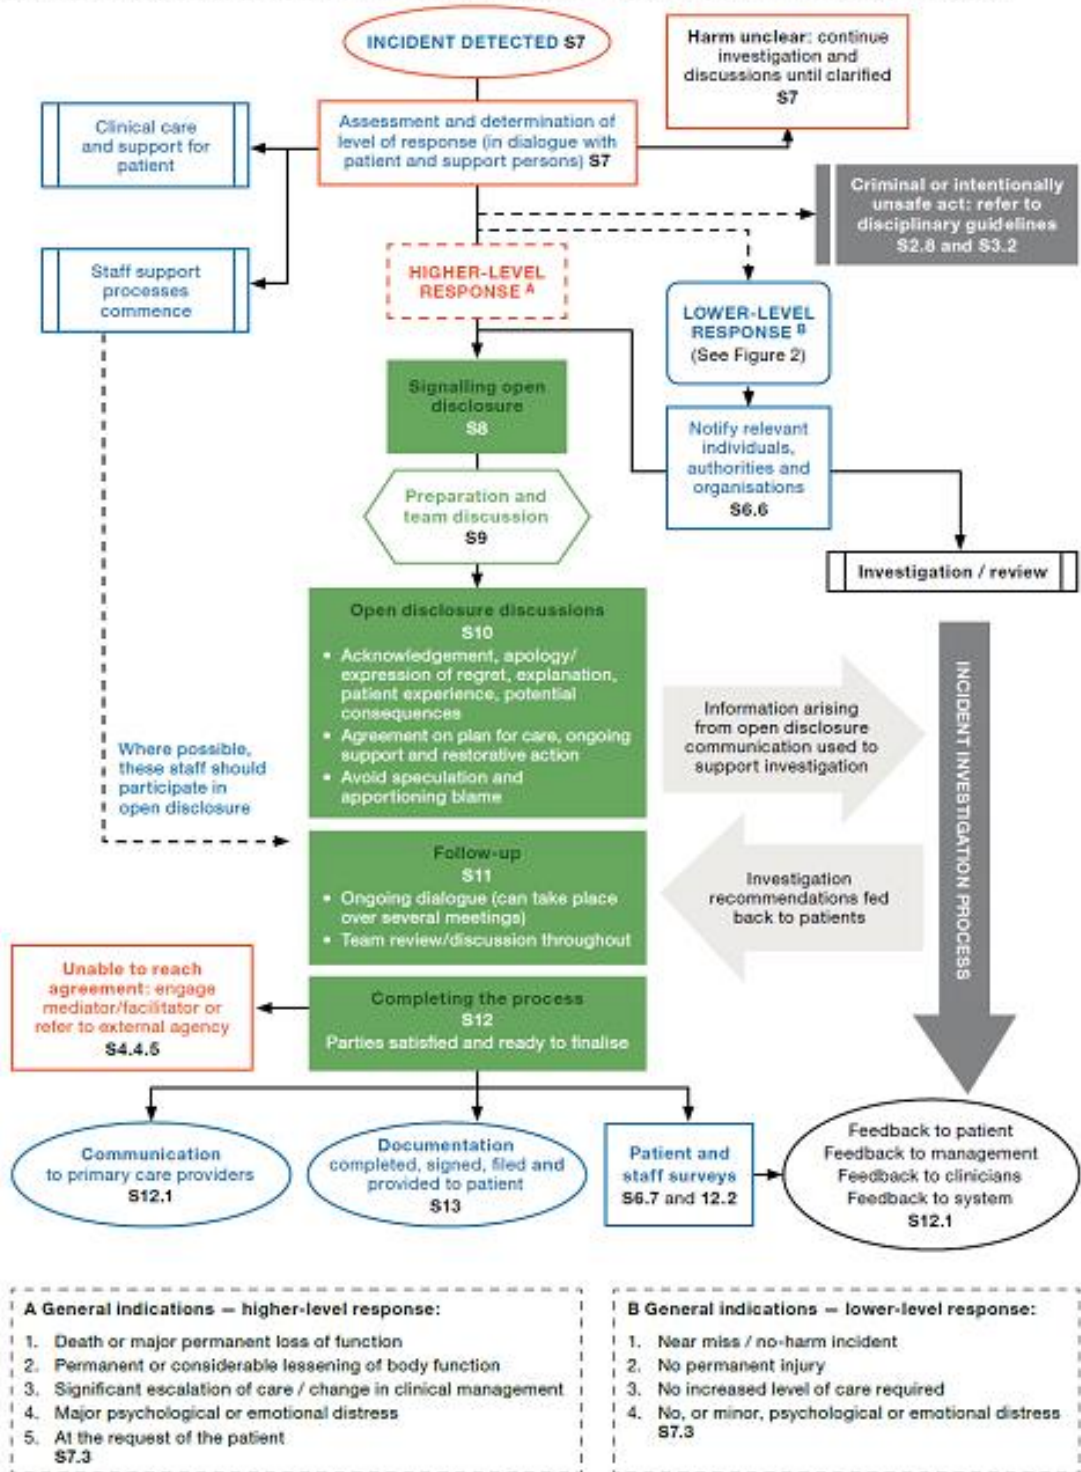 INCIDENT DETECTED S7
Harm unclear: continue
investigation and
discussions until clarified
S7
Clinical care
and support for
patient
Assessment and determination of
level of response (in dialogue with
patient and support persons) S7
Criminal or intentionally
unsafe act: refer to
disciplinary guidelines
S2.8 and S3.2
Staff support
processes
commence
HIGHER-LEVEL
RESPONSE A
LOWER-LEVEL
RESPONSE B
(See Figure 2)
Signalling open
disclosure
S8
Notify relevant
individuals,
authorities and
organisations
S6.6
Preparation and
team discussion
S9
Investigation / review
Open disclosure discussions
S10
• Acknowledgement, apology/
expression of regret, explanation,
patient experience, potential
consequences
• Agreement on plan for care, ongoing
support and restorative action
• Avoid speculation and
apportioning blame
Information arising
from open disclosure
communication used to
support investigation
INCIDENT INVESTIGATION PROCESS
Where possible,
these staff should
participate in
open disclosure
Follow-up
S11
• Ongoing dialogue (can take place
over several meetings)
• Team review/discussion throughout
Investigation
recommendations fed
back to patients
Unable to reach
agreement: engage
mediator/facilitator or
refer to external agency
S4.4.5
Completing the process
S12
Parties satisfied and ready to finalise
Communication
to primary care providers
S12.1
Documentation
completed, signed, filed and
provided to patient
S13
Patient and
staff surveys
S6.7 and 12.2
Feedback to patient
Feedback to management
Feedback to clinicians
Feedback to system
S12.1
A General indications — higher-level response:
1. Death or major permanent loss of function
2. Permanent or considerable lessening of body function
3. Significant escalation of care / change in clinical management
4. Major psychological or emotional distress
5. At the request of the patient
S7.3
B General indications — lower-level response:
1. Near miss / no-harm incident
2. No permanent injury
3. No increased level of care required
4. No, or minor, psychological or emotional distress
S7.3